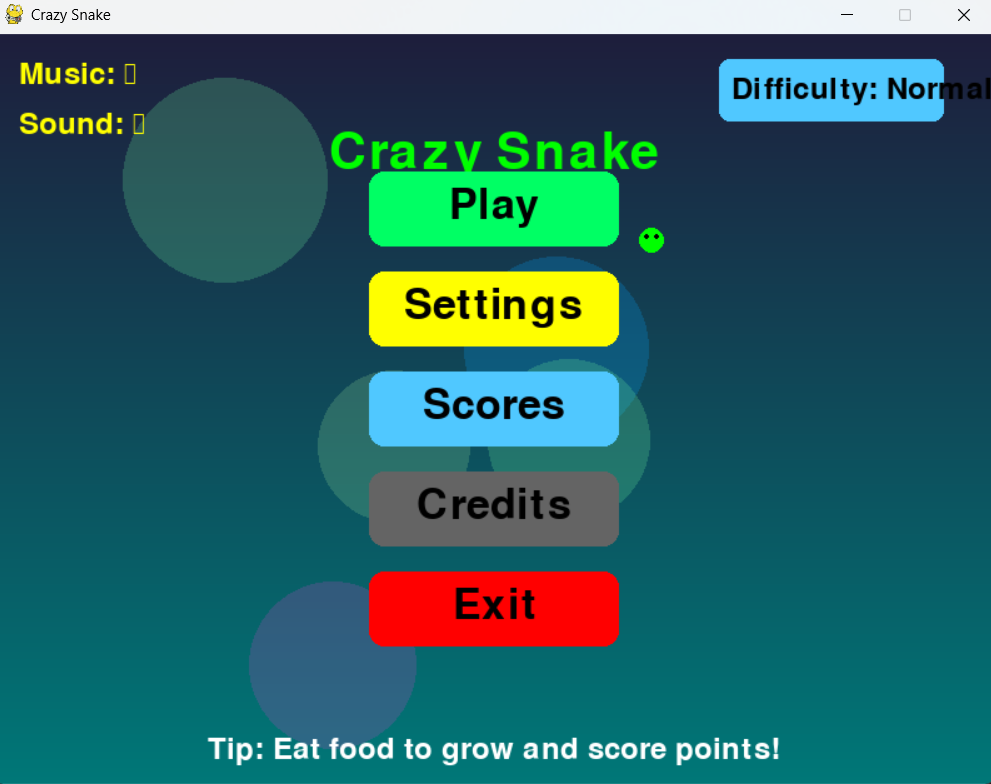 Crazy Snake
Music: ▯
Sound: ▯
Difficulty: Normal
Crazy Snake
Play
Settings
Scores
Credits
Exit
Tip: Eat food to grow and score points!